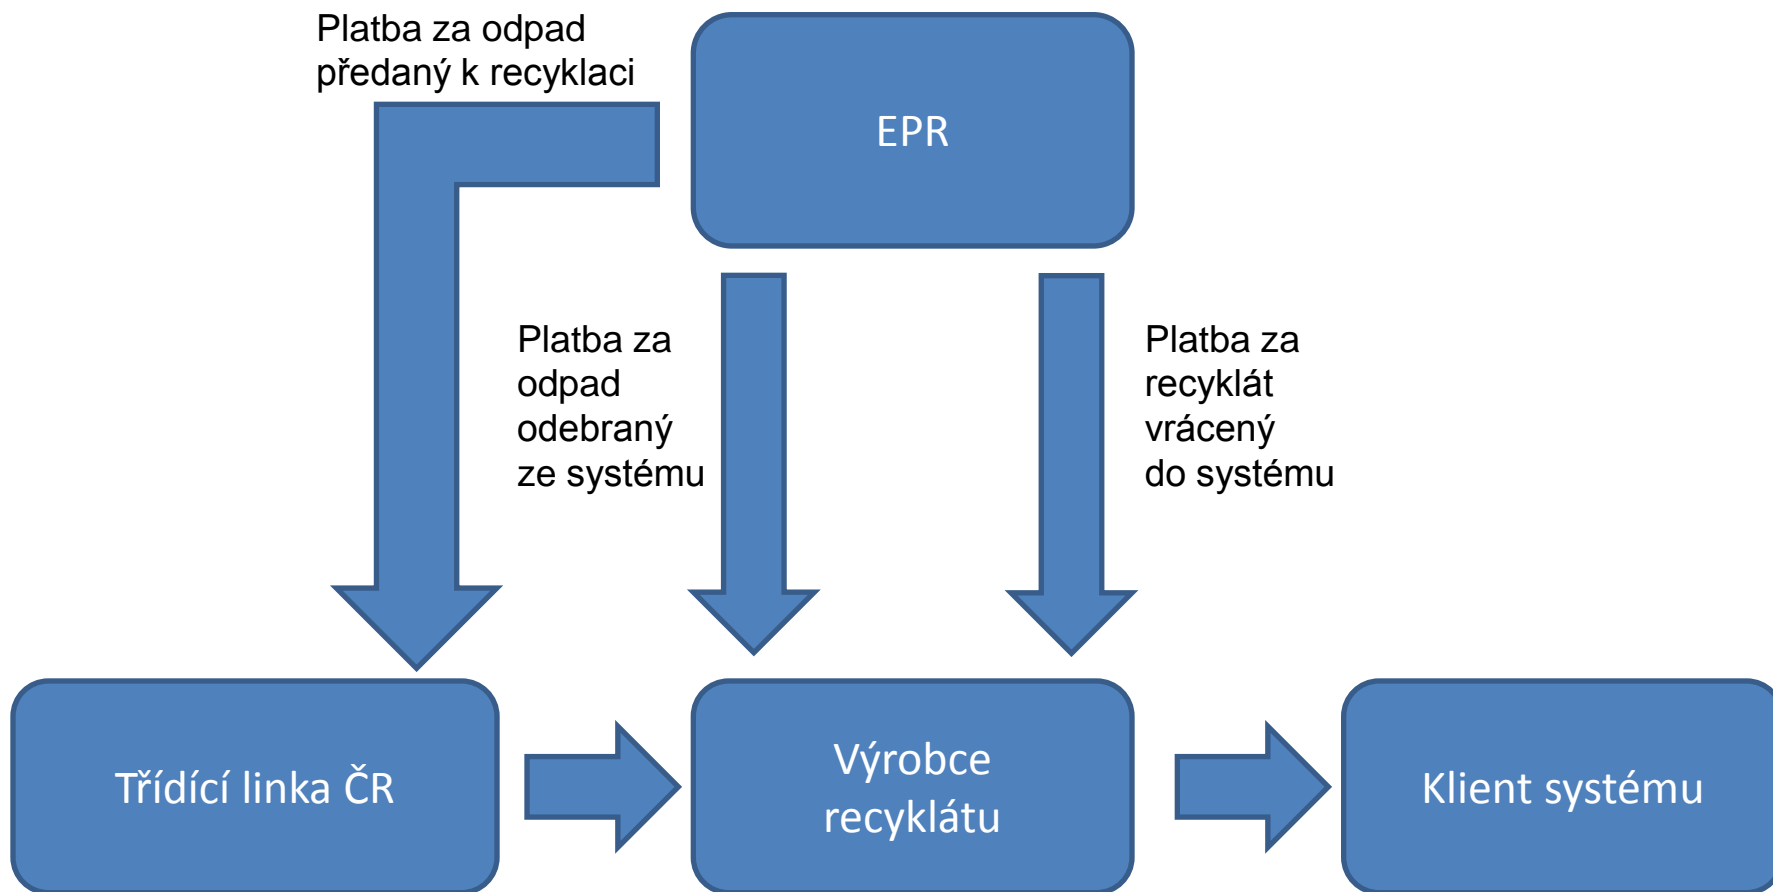 Platba za odpad
předaný k recyklaci
EPR
Platba za
odpad
odebraný
ze systému
Platba za
recyklát
vrácený
do systému
Třídící linka ČR
Výrobce
recyklátu
Klient systému